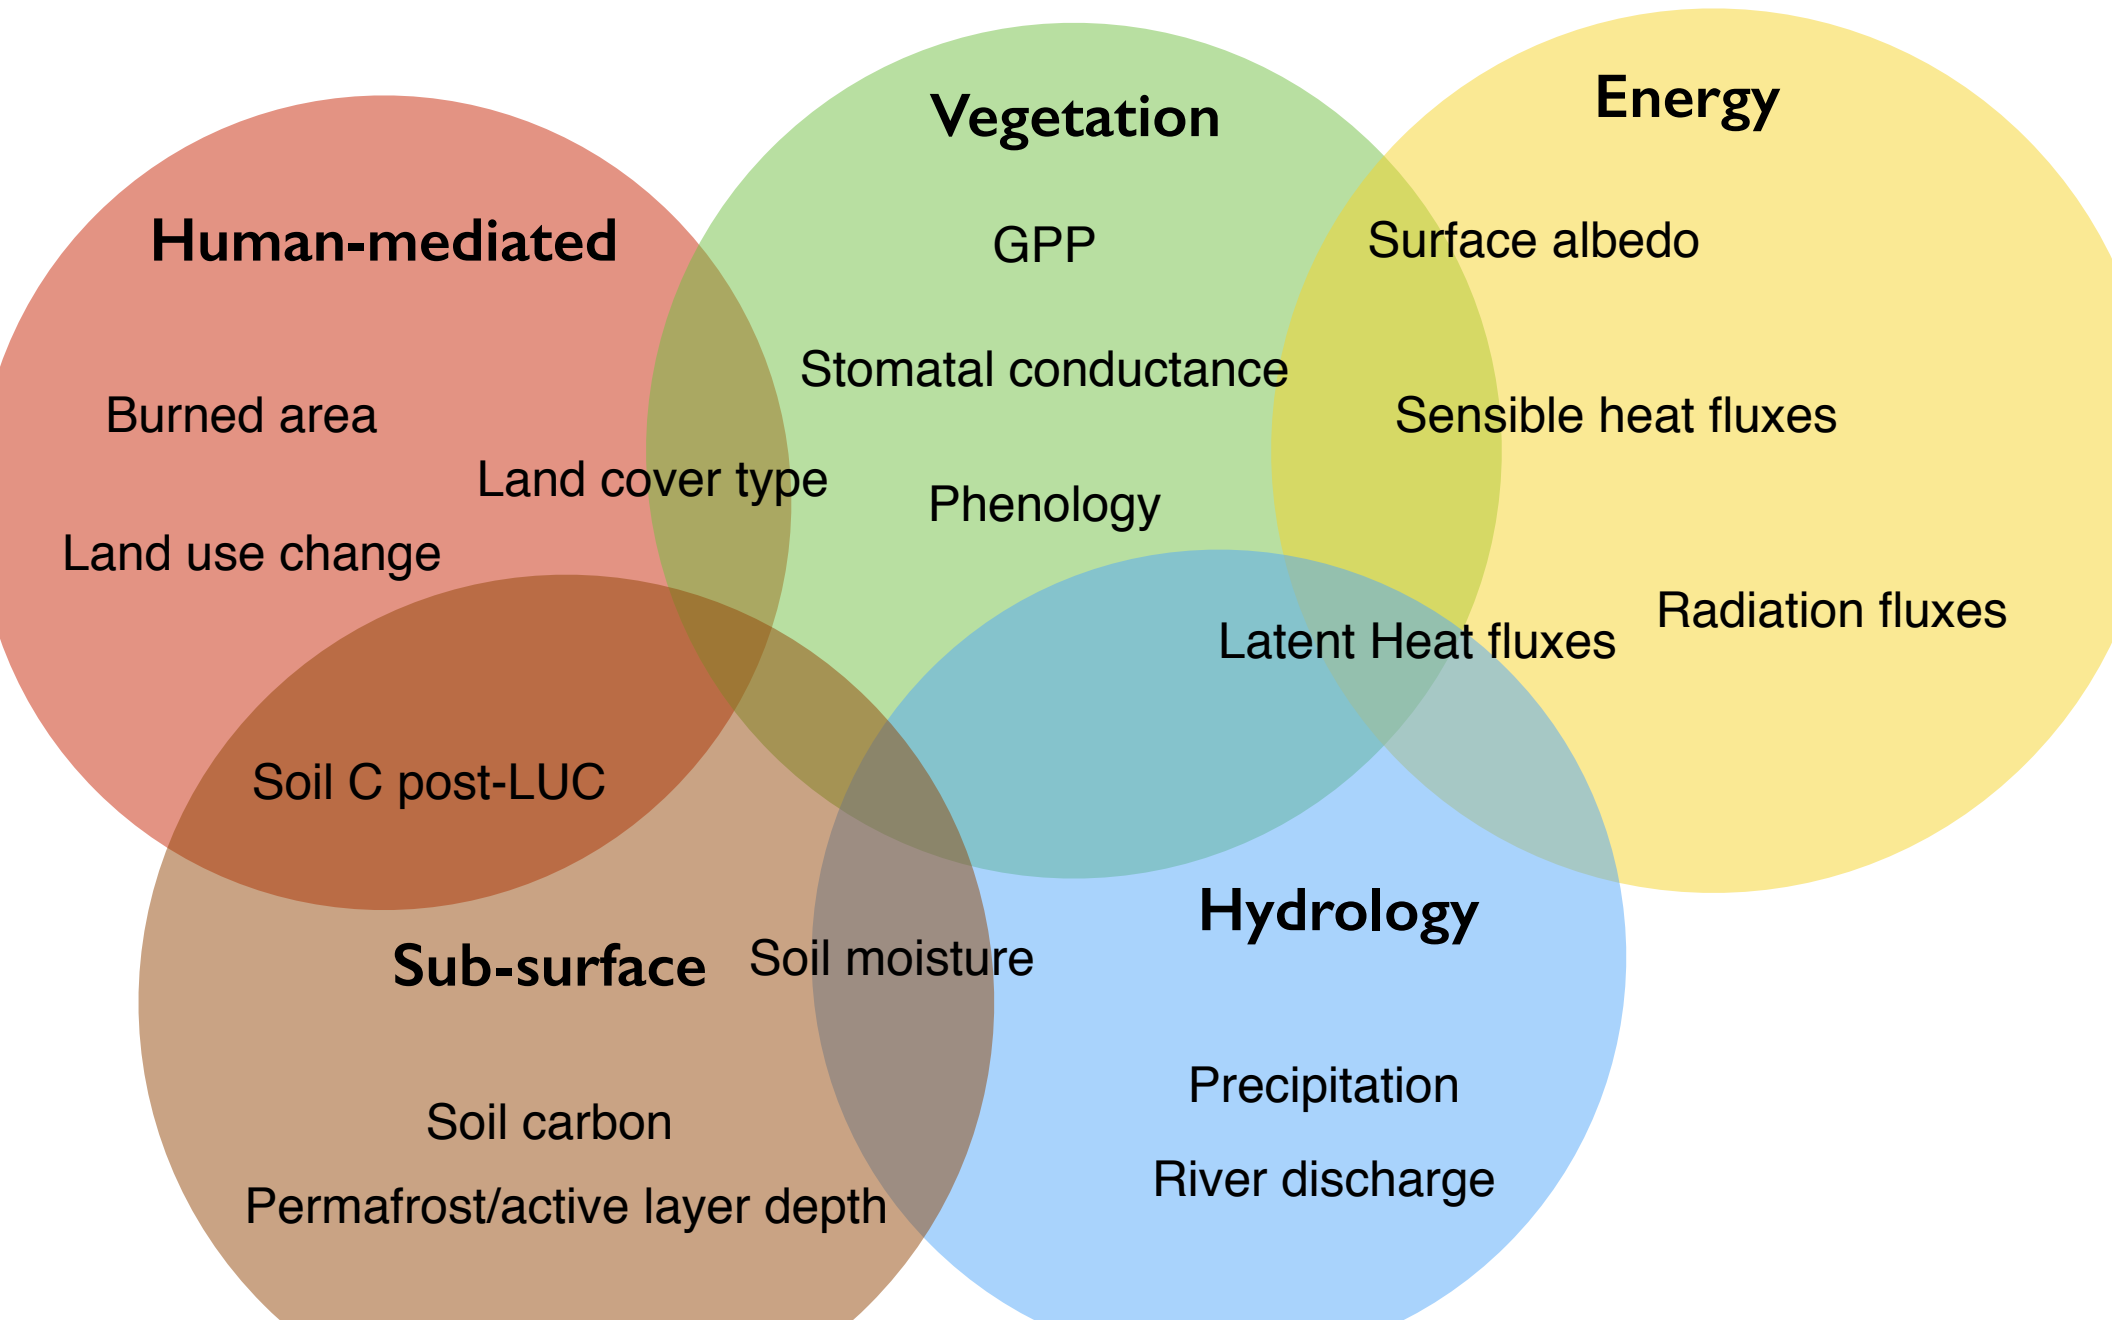 Energy
Vegetation
Human-mediated
GPP
Surface albedo
Stomatal conductance
Burned area
Sensible heat fluxes
Land cover type
Phenology
Land use change
Radiation fluxes
Latent Heat fluxes
Soil C post-LUC
Hydrology
Sub-surface
Soil moisture
Precipitation
Soil carbon
River discharge
Permafrost/active layer depth